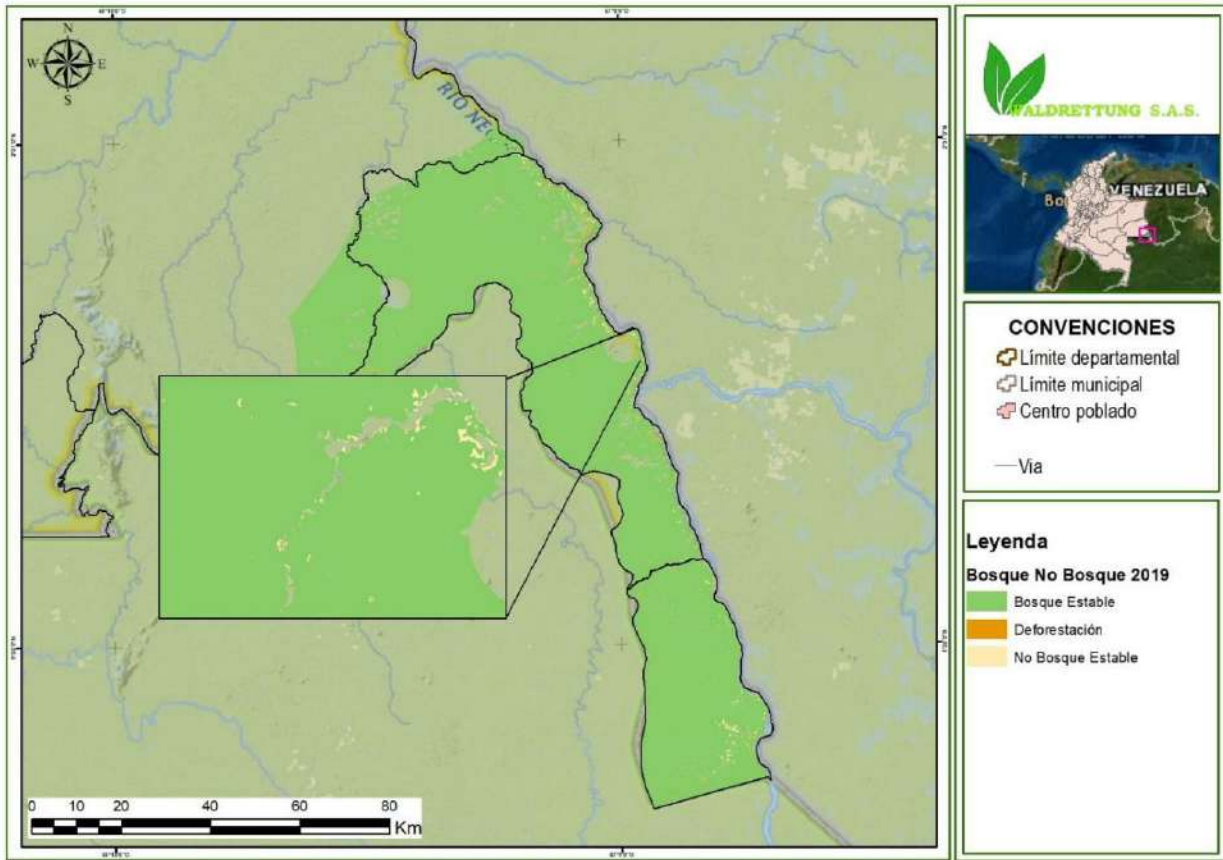 N
W E
S
RIO NE
0 10 20 40 60 80
Km
WALDRETTUNG S.A.S.
VENEZUELA
Bo
CONVENCIONES
Límite departamental
Límite municipal
Centro poblado
Via
Leyenda
Bosque No Bosque 2019
Bosque Estable
Deforestación
No Bosque Estable